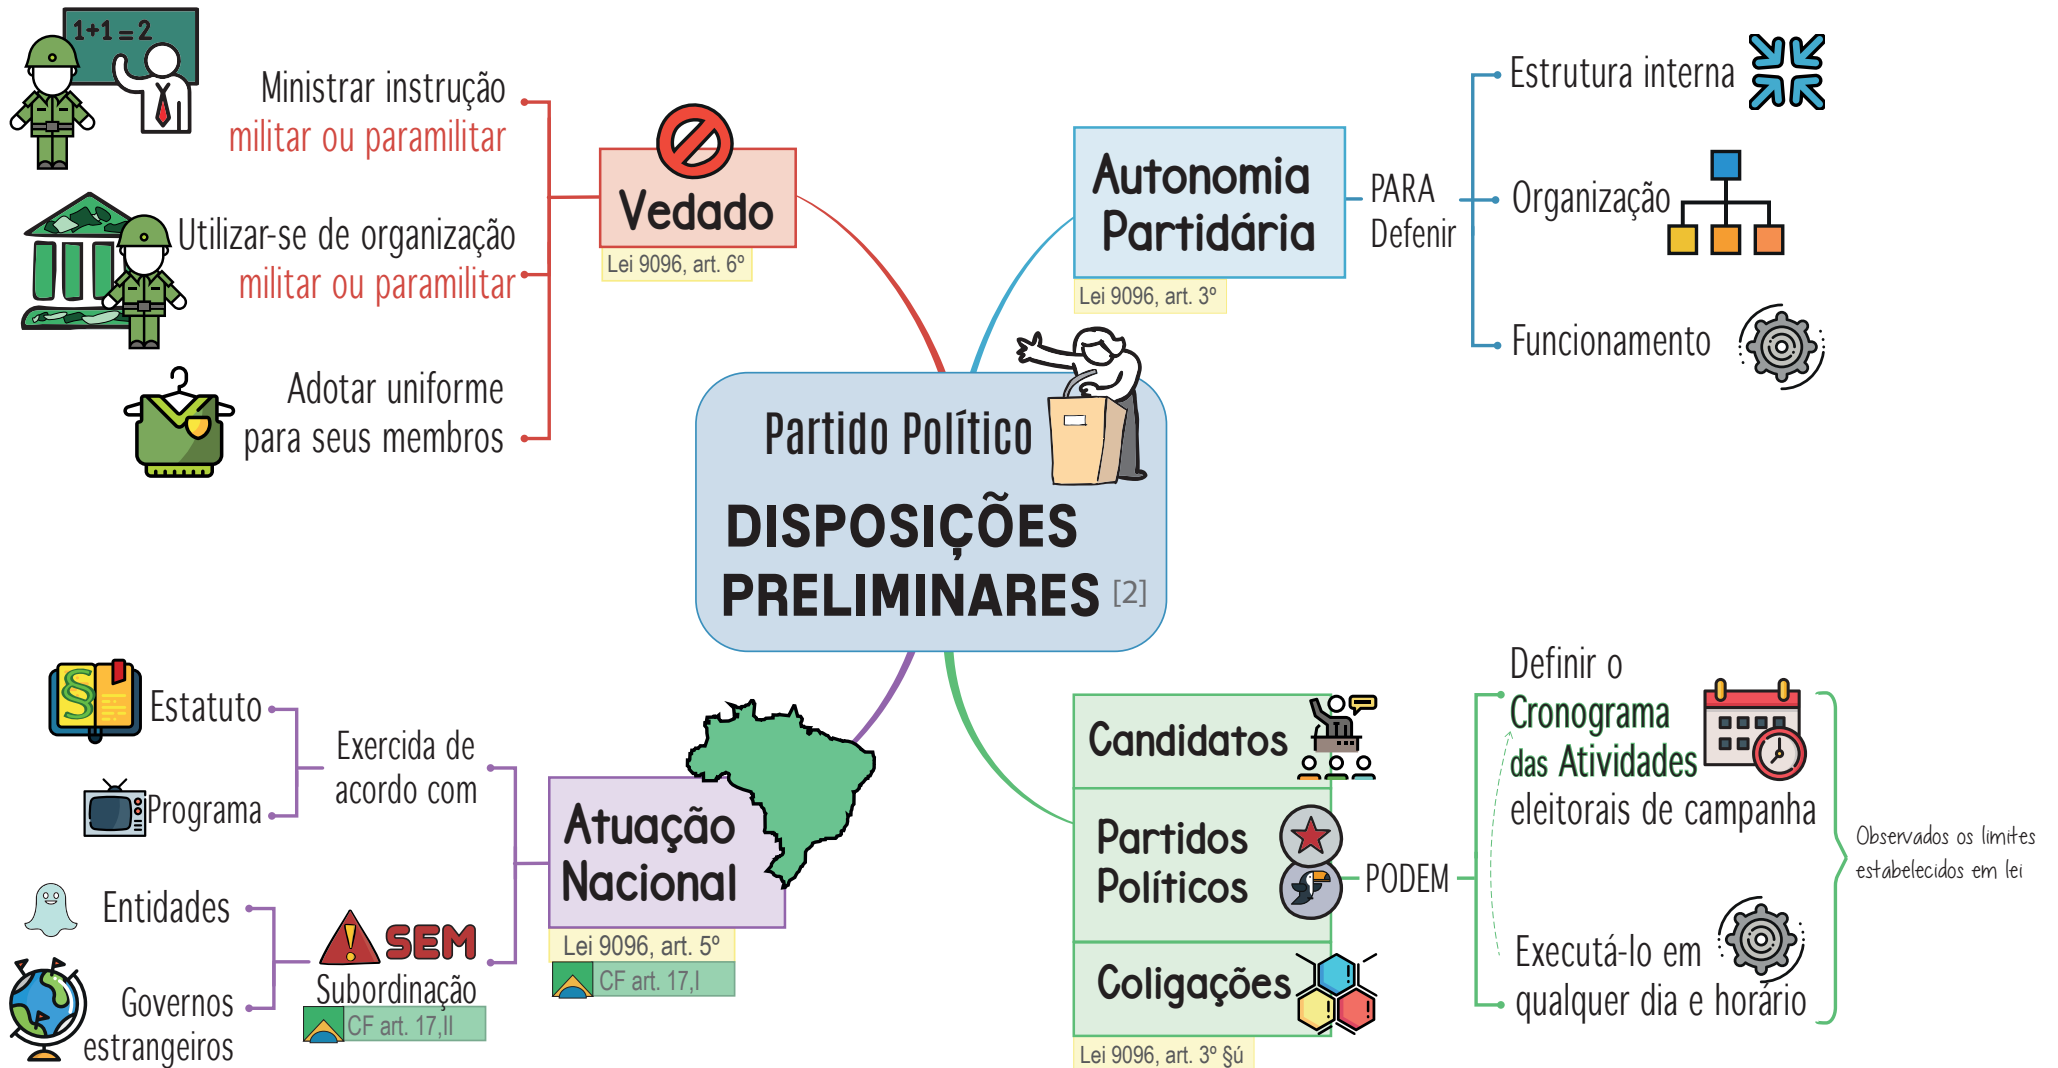 Partido Político
DISPOSIÇÕES
PRELIMINARES [2]
1+1=2
Ministrar instrução
militar ou paramilitar
Utilizar-se de organização
militar ou paramilitar
Adotar uniforme
para seus membros
Vedado
Lei 9096, art. 6º
Autonomia
Partidária
Lei 9096, art. 3º
PARA
Defenir
Estrutura interna
Organização
Funcionamento
Estatuto
Programa
Exercida de
acordo com
Entidades
Governos
estrangeiros
SEM
Subordinação
CF art. 17,II
Atuação
Nacional
Lei 9096, art. 5º
CF art. 17,I
Candidatos
Partidos
Políticos
Coligações
Lei 9096, art. 3º §ú
PODEM
Definir o
Cronograma
das Atividades
eleitorais de campanha
Executá-lo em
qualquer dia e horário
Observados os limites
estabelecidos em lei